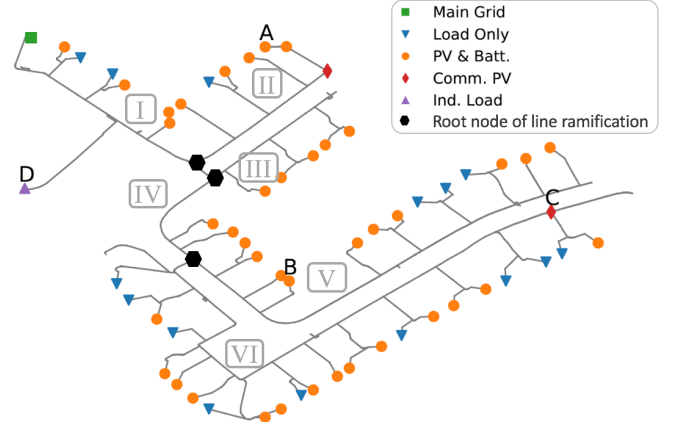 Main Grid
Load Only
PV & Batt.
Comm. PV
Ind. Load
Root node of line ramification
A
II
I
III
D
IV
C
B
V
VI